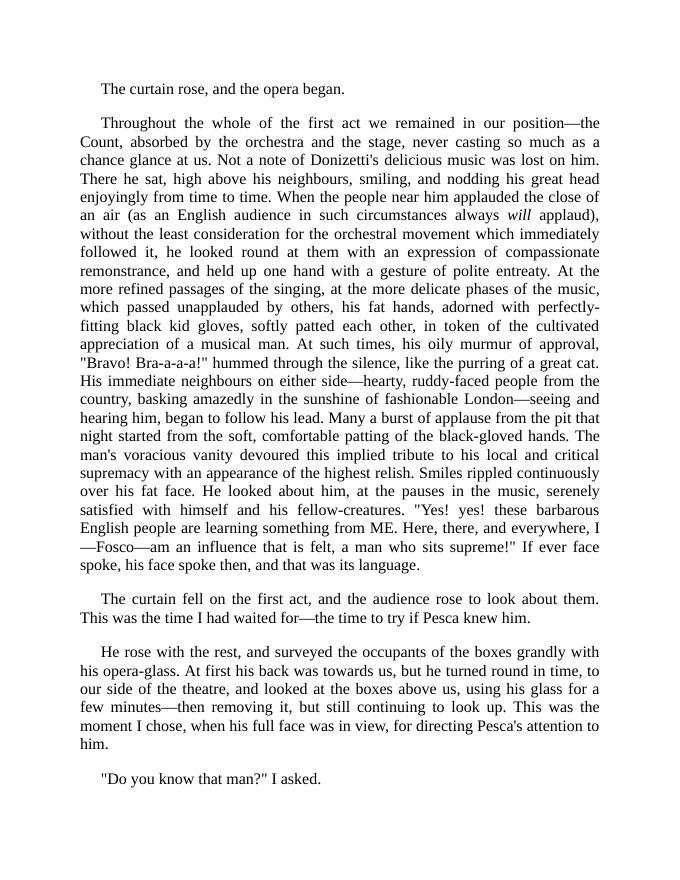 The curtain rose, and the opera began.
Throughout the whole of the first act we remained in our position—the
Count, absorbed by the orchestra and the stage, never casting so much as a
chance glance at us. Not a note of Donizetti's delicious music was lost on him.
There he sat, high above his neighbours, smiling, and nodding his great head
enjoyingly from time to time. When the people near him applauded the close of
an air (as an English audience in such circumstances always will applaud),
without the least consideration for the orchestral movement which immediately
followed it, he looked round at them with an expression of compassionate
remonstrance, and held up one hand with a gesture of polite entreaty. At the
more refined passages of the singing, at the more delicate phases of the music,
which passed unapplauded by others, his fat hands, adorned with perfectly-
fitting black kid gloves, softly patted each other, in token of the cultivated
appreciation of a musical man. At such times, his oily murmur of approval,
"Bravo! Bra-a-a-a!" hummed through the silence, like the purring of a great cat.
His immediate neighbours on either side—hearty, ruddy-faced people from the
country, basking amazedly in the sunshine of fashionable London—seeing and
hearing him, began to follow his lead. Many a burst of applause from the pit that
night started from the soft, comfortable patting of the black-gloved hands. The
man's voracious vanity devoured this implied tribute to his local and critical
supremacy with an appearance of the highest relish. Smiles rippled continuously
over his fat face. He looked about him, at the pauses in the music, serenely
satisfied with himself and his fellow-creatures. "Yes! yes! these barbarous
English people are learning something from ME. Here, there, and everywhere, I
—Fosco—am an influence that is felt, a man who sits supreme!" If ever face
spoke, his face spoke then, and that was its language.
The curtain fell on the first act, and the audience rose to look about them.
This was the time I had waited for—the time to try if Pesca knew him.
He rose with the rest, and surveyed the occupants of the boxes grandly with
his opera-glass. At first his back was towards us, but he turned round in time, to
our side of the theatre, and looked at the boxes above us, using his glass for a
few minutes—then removing it, but still continuing to look up. This was the
moment I chose, when his full face was in view, for directing Pesca's attention to
him.
"Do you know that man?" I asked.